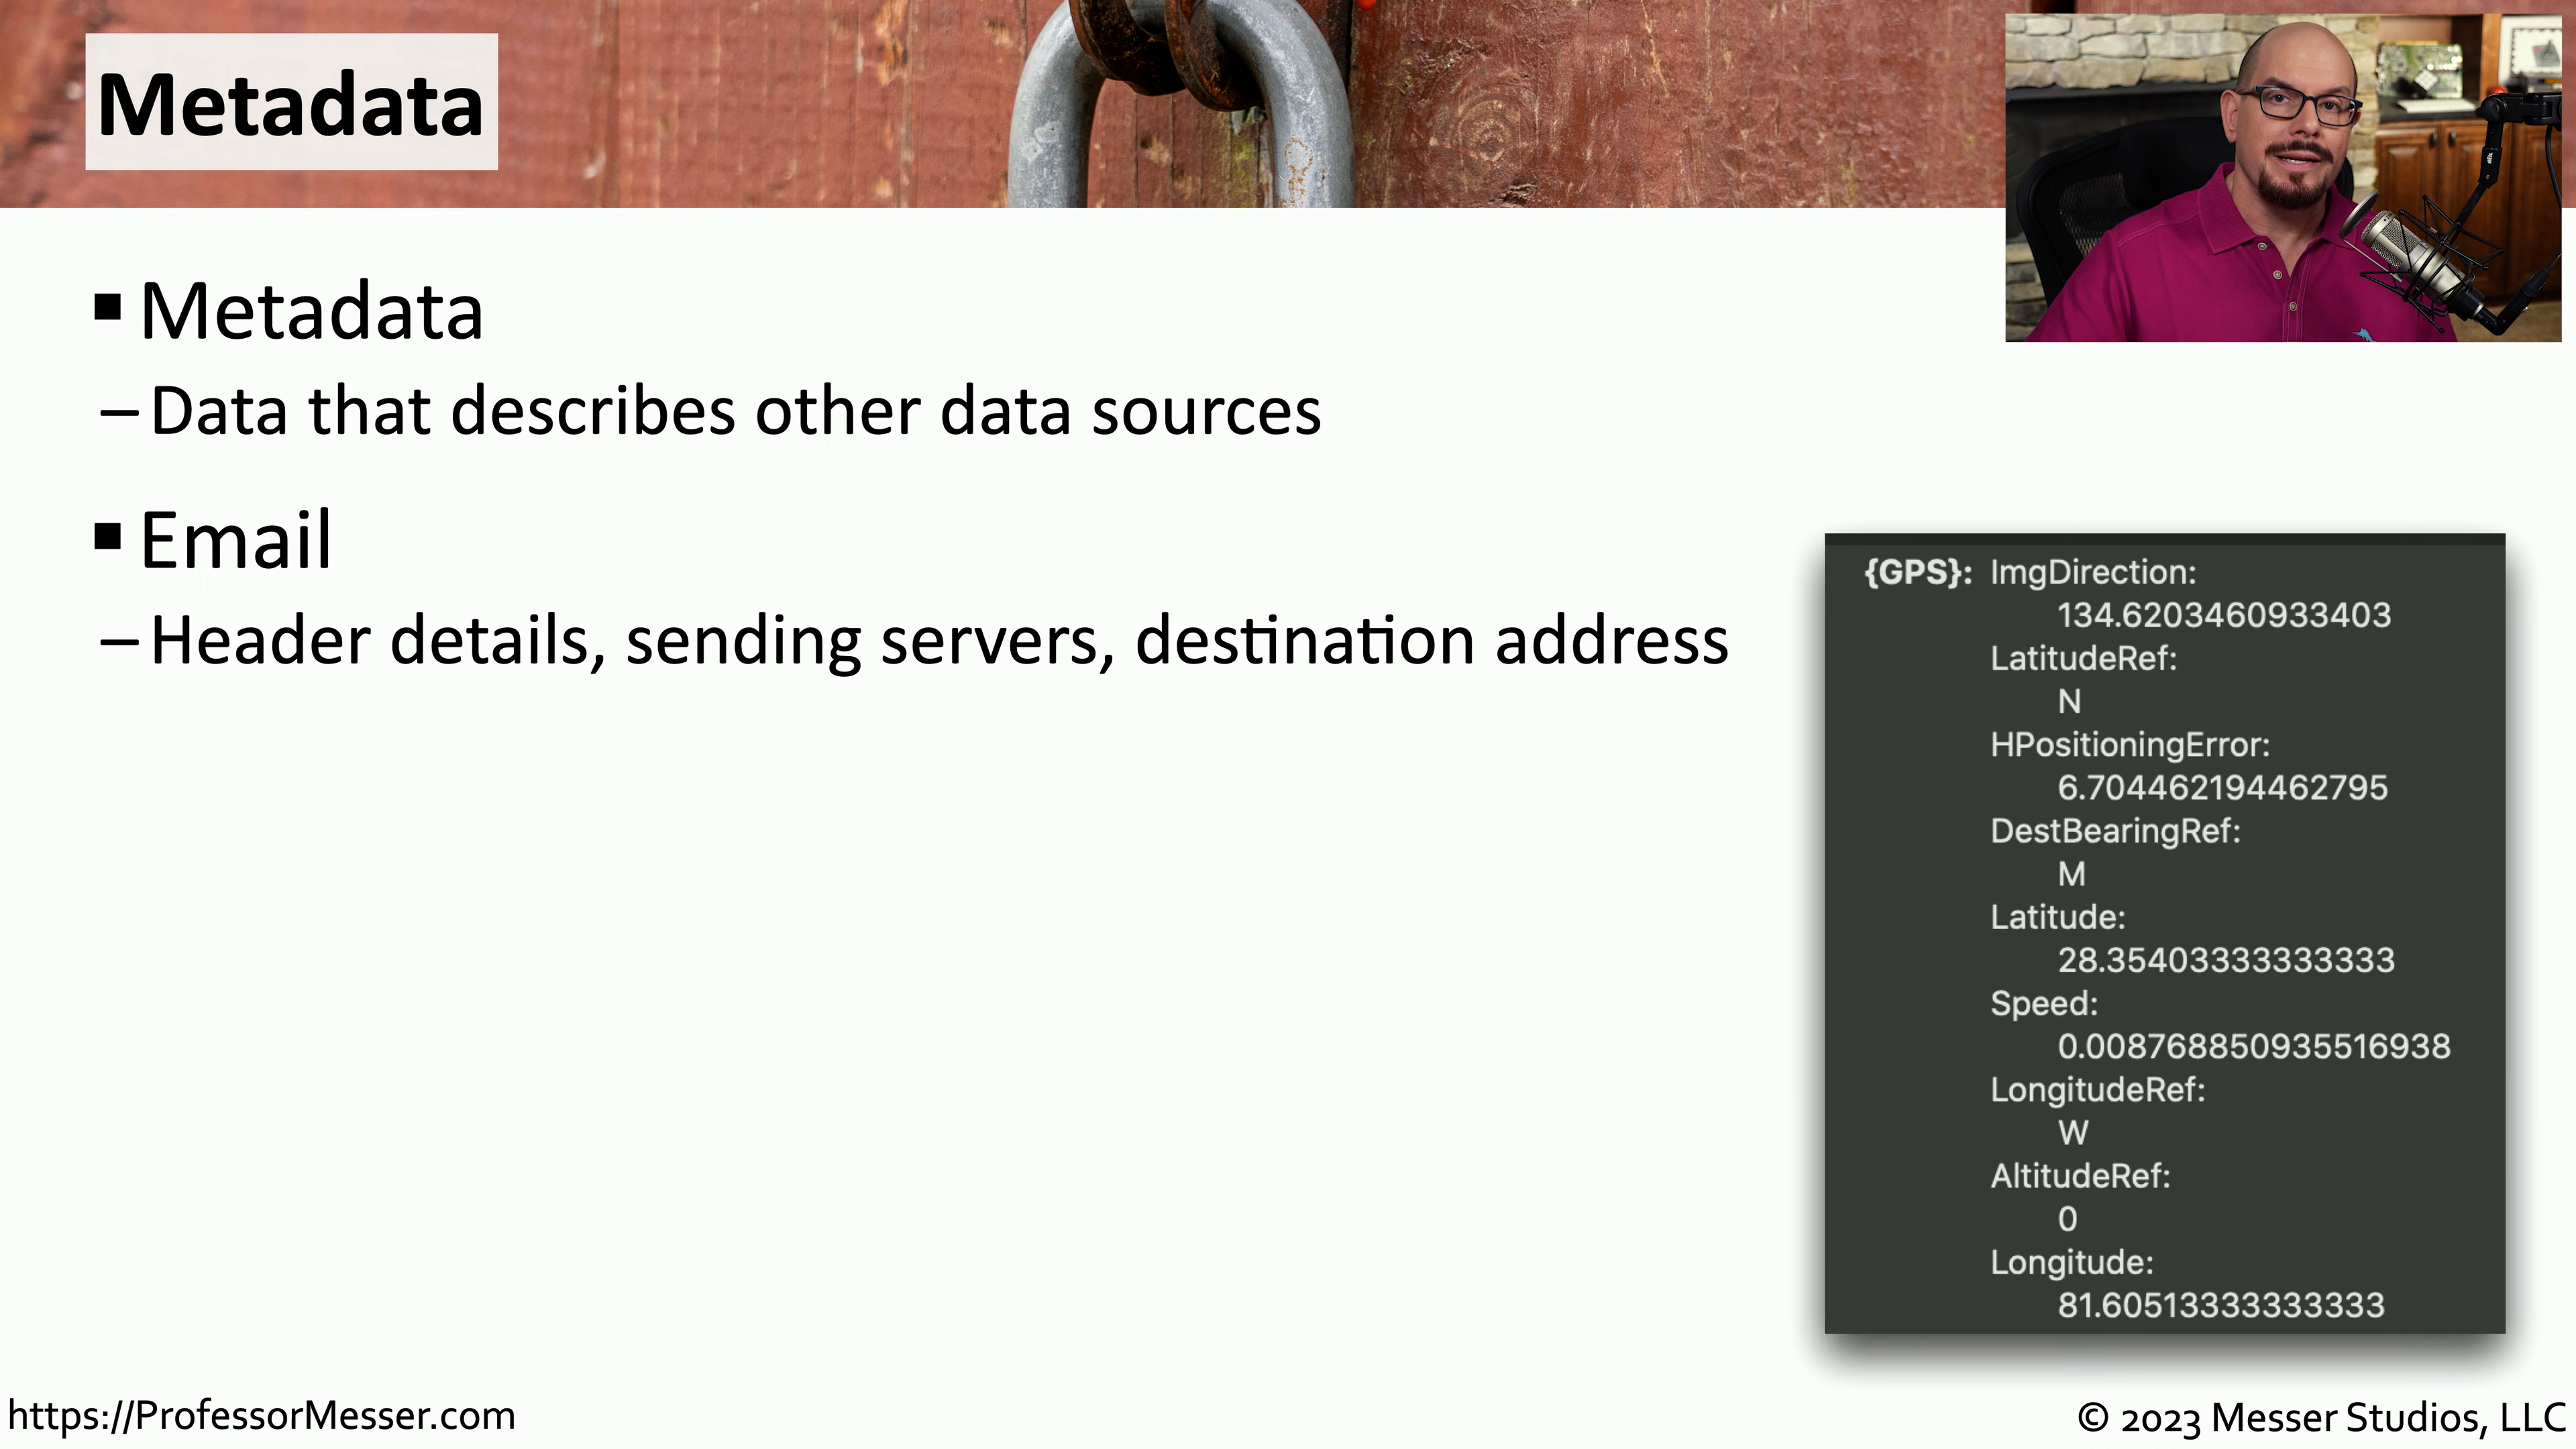 Metadata
▪ Metadata
– Data that describes other data sources
▪ Email
– Header details, sending servers, destination address
{GPS}: ImgDirection:
134.6203460933403
LatitudeRef:
N
HPositioningError:
6.704462194462795
DestBearingRef:
M
Latitude:
28.35403333333333
Speed:
0.008768850935516938
LongitudeRef:
W
AltitudeRef:
0
Longitude:
81.60513333333333
https://ProfessorMesser.com
© 2023 Messer Studios, LLC